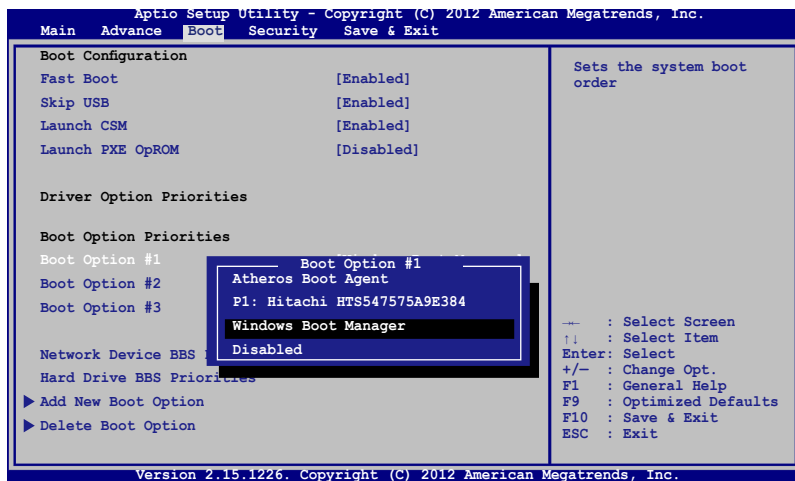 Aptio Setup Utility - Copyright (C) 2012 American Megatrends, Inc.
Main Advance Boot Security Save & Exit
Boot Configuration
Fast Boot [Enabled]
Skip USB [Enabled]
Launch CSM [Enabled]
Launch PXE OpROM [Disabled]
Driver Option Priorities
Boot Option Priorities
Boot Option #1
Boot Option #2
Boot Option #3
Network Device BBS
Hard Drive BBS Priorities
Add New Boot Option
Delete Boot Option
Boot Option #1
Atheros Boot Agent
P1: Hitachi HTS547575A9E384
Windows Boot Manager
Disabled
Sets the system boot
order
→← : Select Screen
↑↓ : Select Item
Enter: Select
+/— : Change Opt.
F1 : General Help
F9 : Optimized Defaults
F10 : Save & Exit
ESC : Exit
Version 2.15.1226. Copyright (C) 2012 American Megatrends, Inc.